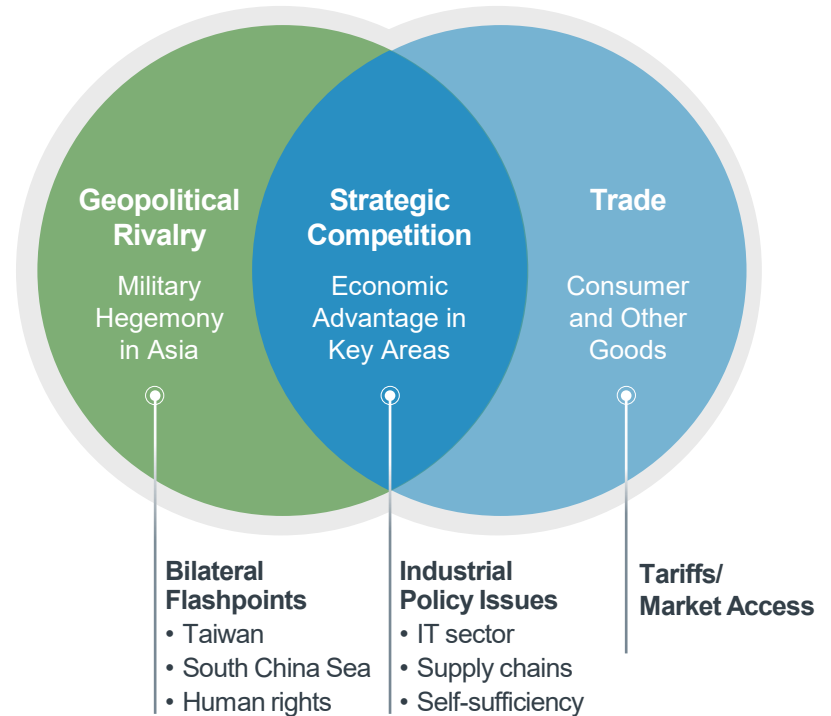 Geopolitical
Rivalry
Military
Hegemony
in Asia
Strategic
Competition
Economic
Advantage in
Key Areas
Trade
Consumer
and Other
Goods
Bilateral
Flashpoints
• Taiwan
• South China Sea
• Human rights
Industrial
Policy Issues
• IT sector
• Supply chains
• Self-sufficiency
Tariffs/
Market Access